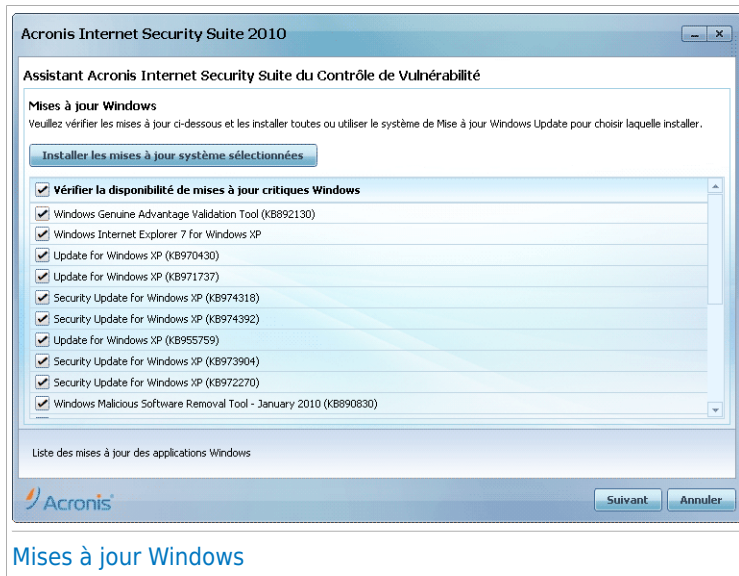 Acronis Internet Security Suite 2010
Assistant Acronis Internet Security Suite du Contrôle de Vulnérabilité
Mises à jour Windows
Veuillez vérifier les mises à jour ci-dessous et les installer toutes ou utiliser le système de Mise à jour Windows Update pour choisir laquelle installer.
Installer les mises à jour système sélectionnées
Vérifier la disponibilité de mises à jour critiques Windows
Windows Genuine Advantage Validation Tool (KB892130)
Windows Internet Explorer 7 for Windows XP
Update for Windows XP (KB970430)
Update for Windows XP (KB971737)
Security Update for Windows XP (KB974318)
Security Update for Windows XP (KB974392)
Update for Windows XP (KB955759)
Security Update for Windows XP (KB973904)
Security Update for Windows XP (KB972270)
Windows Malicious Software Removal Tool - January 2010 (KB890830)
Liste des mises à jour des applications Windows
Acronis
Suivant
Annuler
Mises à jour Windows